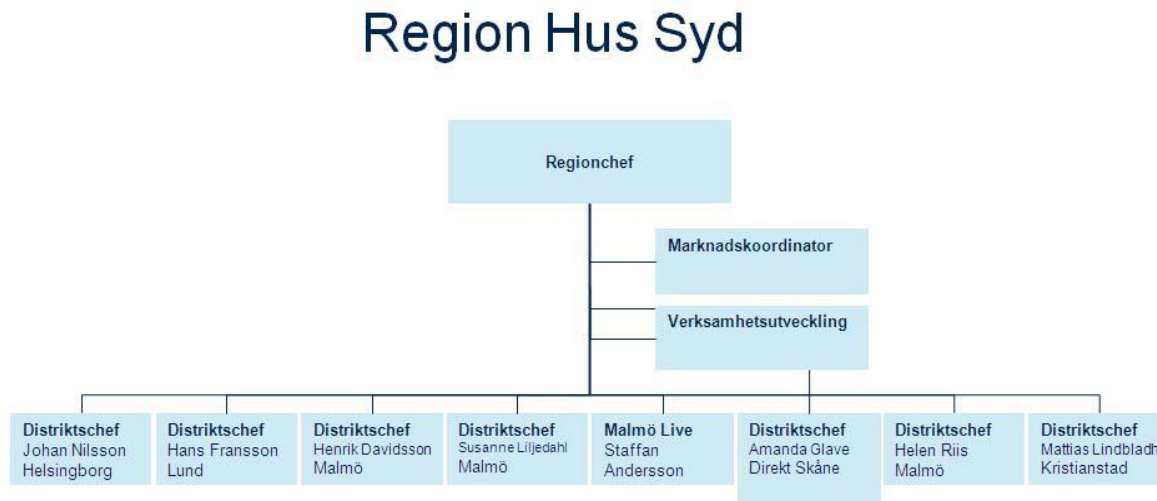 Region Hus Syd
Regionchef
Marknadskoordinator
Verksamhetsutveckling
Distriktschef
Johan Nilsson
Helsingborg
Distriktschef
Hans Fransson
Lund
Distriktschef
Henrik Davidsson
Malmö
Distriktschef
Susanne Liljedahl
Malmö
Malmö Live
Staffan
Andersson
Distriktschef
Amanda Glave
Direkt Skåne
Distriktschef
Helen Riis
Malmö
Distriktschef
Mattias Lindbladh
Kristianstad